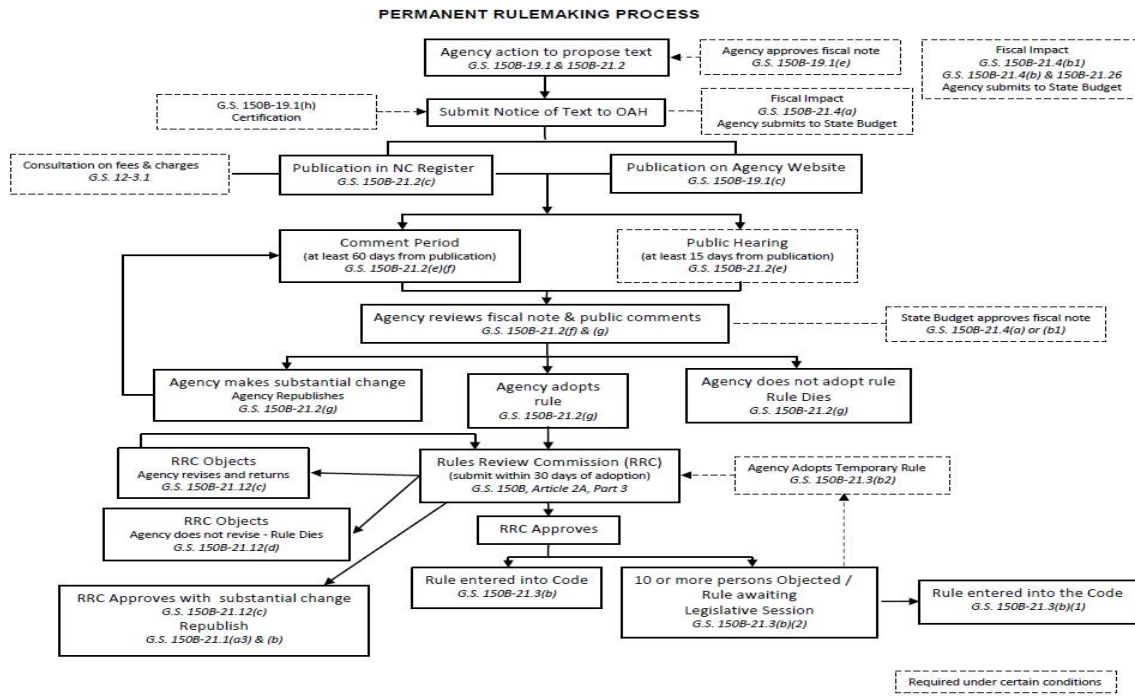 PERMANENT RULEMAKING PROCESS
Agency action to propose text
G.S. 150B-19.1 & 150B-21.2
Agency approves fiscal note
G.S. 150B-19.1(e)
Fiscal Impact
G.S. 150B-21.4(b1)
G.S. 150B-21.4(b) & 150B-21.26
Agency submits to State Budget
G.S. 150B-19.1(h)
Certification
Submit Notice of Text to OAH
Fiscal Impact
G.S. 150B-21.4(a)
Agency submits to State Budget
Consultation on fees & charges
G.S. 12-3.1
Publication in NC Register
G.S. 150B-21.2(c)
Publication on Agency Website
G.S. 150B-19.1(c)
Comment Period
(at least 60 days from publication)
G.S. 150B-21.2(e)(f)
Public Hearing
(at least 15 days from publication)
G.S. 150B-21.2(e)
Agency reviews fiscal note & public comments
G.S. 150B-21.2(f) & (g)
State Budget approves fiscal note
G.S. 150B-21.4(a) or (b1)
Agency makes substantial change
Agency Republishes
G.S. 150B-21.2(g)
Agency adopts
rule
G.S. 150B-21.2(g)
Agency does not adopt rule
Rule Dies
G.S. 150B-21.2(g)
RRC Objects
Agency revises and returns
G.S. 150B-21.12(c)
Rules Review Commission (RRC)
(submit within 30 days of adoption)
G.S. 150B, Article 2A, Part 3
Agency Adopts Temporary Rule
G.S. 150B-21.3(b2)
RRC Objects
Agency does not revise - Rule Dies
G.S. 150B-21.12(d)
RRC Approves
RRC Approves with substantial change
G.S. 150B-21.12(c)
Republish
G.S. 150B-21.1(a3) & (b)
Rule entered into Code
G.S. 150B-21.3(b)
10 or more persons Objected /
Rule awaiting
Legislative Session
G.S. 150B-21.3(b)(2)
Rule entered into the Code
G.S. 150B-21.3(b)(1)
Required under certain conditions